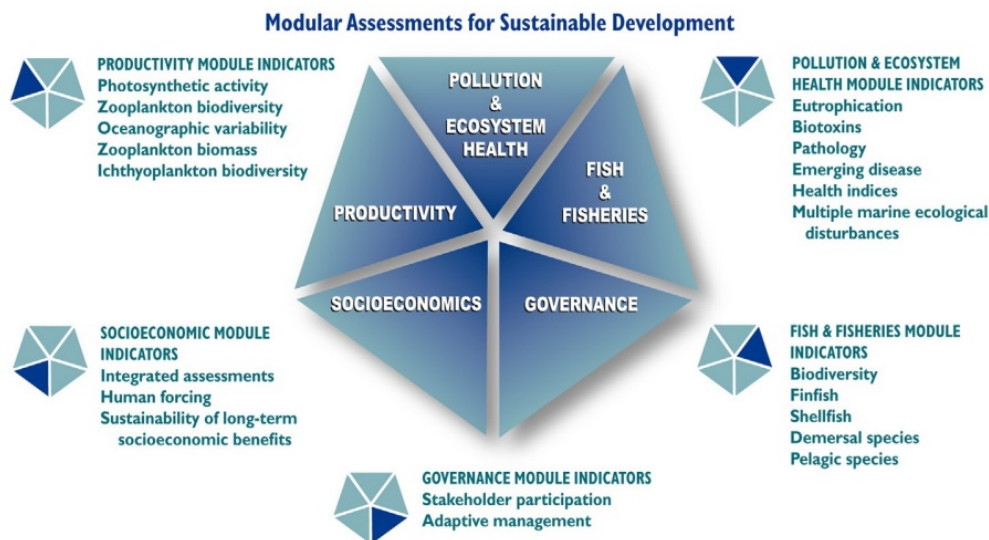 Modular Assessments for Sustainable Development
PRODUCTIVITY MODULE INDICATORS
Photosynthetic activity
Zooplankton biodiversity
Oceanographic variability
Zooplankton biomass
Ichthyoplankton biodiversity
POLLUTION
&
ECOSYSTEM
HEALTH
FISH
&
FISHERIES
PRODUCTIVITY
SOCIOECONOMICS
GOVERNANCE
POLLUTION & ECOSYSTEM
HEALTH MODULE INDICATORS
Eutrophication
Biotoxins
Pathology
Emerging disease
Health indices
Multiple marine ecological
disturbances
SOCIOECONOMIC MODULE
INDICATORS
Integrated assessments
Human forcing
Sustainability of long-term
socioeconomic benefits
FISH & FISHERIES MODULE
INDICATORS
Biodiversity
Finfish
Shellfish
Demersal species
Pelagic species
GOVERNANCE MODULE INDICATORS
Stakeholder participation
Adaptive management